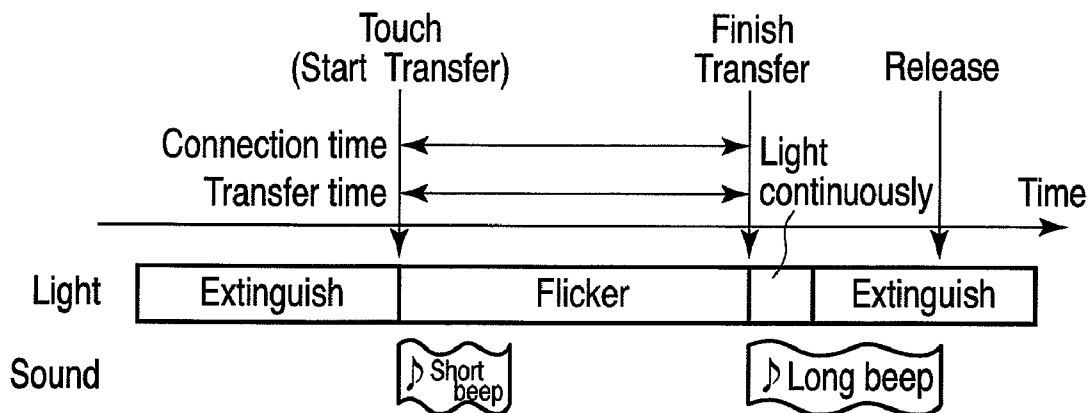 Touch
(Start Transfer)
Finish
Transfer
Release
Connection time
Transfer time
Light
continuously
Time
Light
Extinguish
Flicker
Extinguish
Sound
♪ Short
beep
♪ Long beep